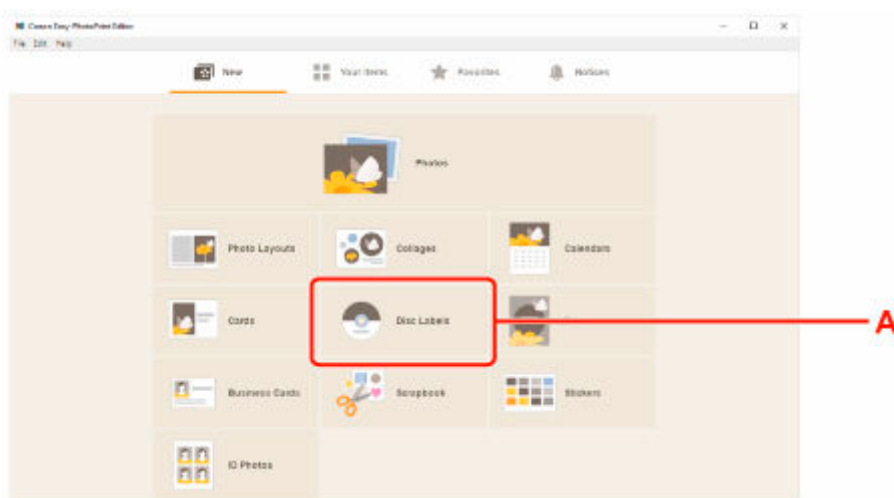 Canon Easy-PhotoPrint Editor
File Edit Help
New Your items Favorites Notices
Photos
Photo Layouts Collages Calendars
Cards Disc Labels
A
Business Cards Scrapbook Stickers
ID Photos